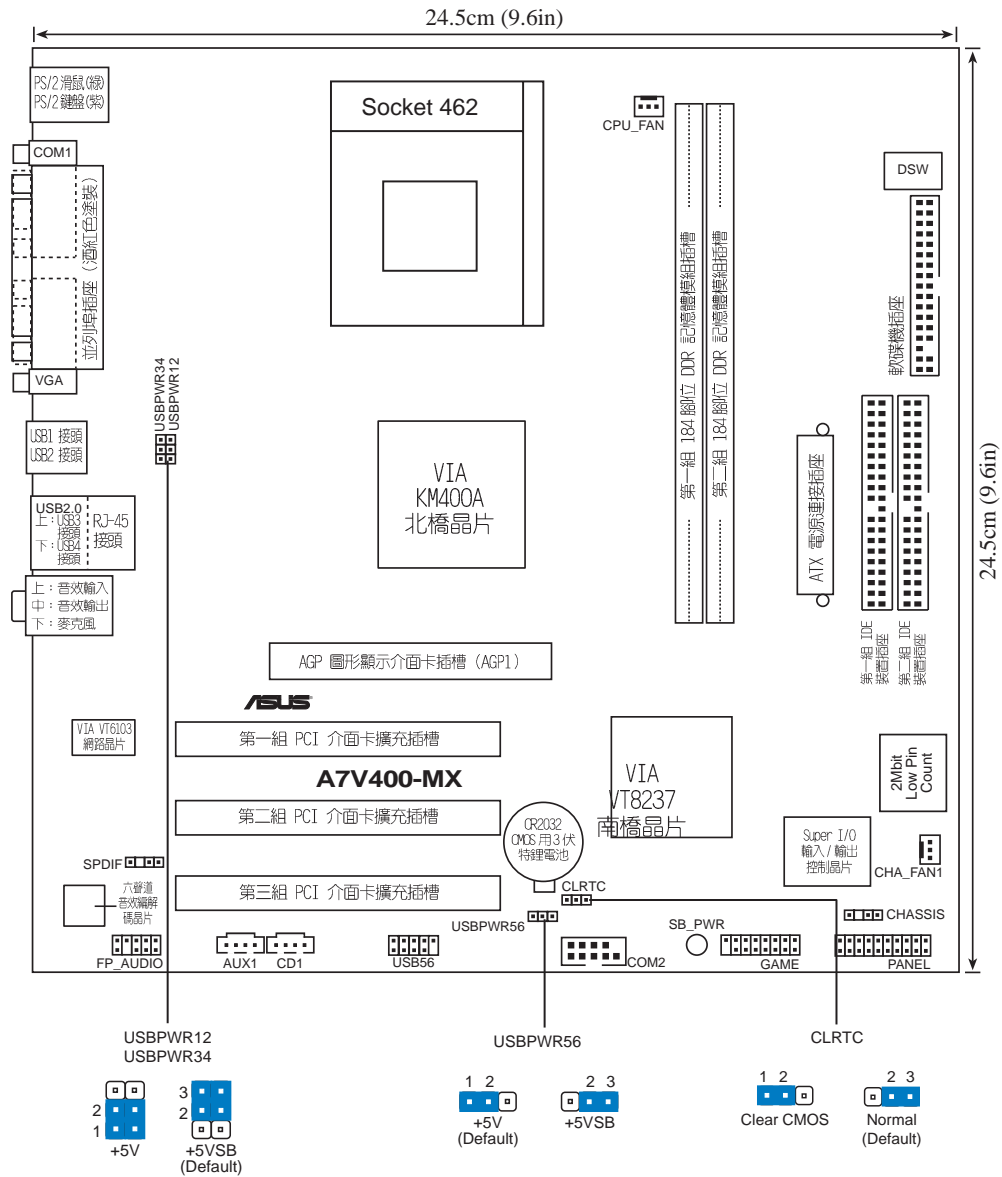 24.5cm (9.6in)
PS/2 滑鼠(綠)
PS/2 鍵盤(紫)
Socket 462
CPU_FAN
COM1
DSW
並列埠插座 (酒紅色塗裝)
第一組 184 腳位 DDR 記憶體模組插槽
第二組 184 腳位 DDR 記憶體模組插槽
軟碟機插座
VGA
USBPWR34
USBPWR12
USB1 接頭
USB2 接頭
VIA
KM400A
北橋晶片
ATX 電源連接插座
24.5cm (9.6in)
USB2.0
上:USB3
接頭
下:USB4
接頭
RJ-45
接頭
上:音效輸入
中:音效輸出
下:麥克風
第一組 IDE
裝置插座
第二組 IDE
裝置插座
AGP 圖形顯示介面卡插槽 (AGP1)
ASUS
VIA VT6103
網路晶片
第一組 PCI 介面卡擴充插槽
A7V400-MX
VIA
VT8237
南橋晶片
2Mbit
Low Pin
Count
第二組 PCI 介面卡擴充插槽
CR2032
CMOS 用3 伏
特鋰電池
Super I/O
輸入/輸出
控制晶片
CHA_FAN1
SPDIF
六聲道
音效編解
碼晶片
第三組 PCI 介面卡擴充插槽
CLRTC
USBPWR56
SB_PWR
CHASSIS
FP_AUDIO
AUX1
CD1
USB56
COM2
GAME
PANEL
USBPWR12
USBPWR34
USBPWR56
CLRTC
2
1
+5V
3
2
+5VSB
(Default)
1 2
+5V
(Default)
2 3
+5VSB
1 2
Clear CMOS
2 3
Normal
(Default)